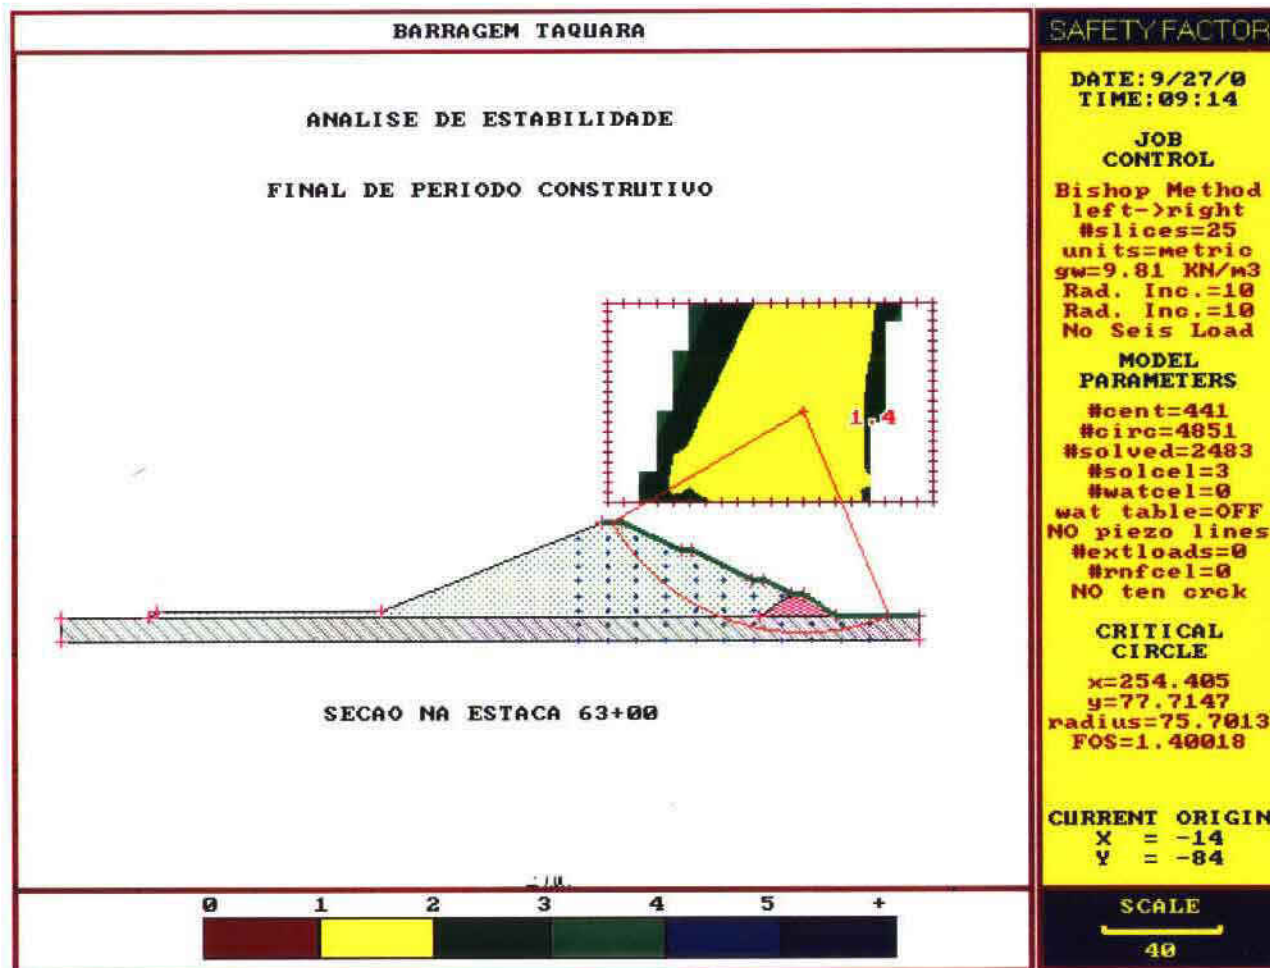 BARRAGEM TAQUARA
ANALISE DE ESTABILIDADE
FINAL DE PERIODO CONSTRUTIVO
1.4
SECAO NA ESTACA 63+00
0 1 2 3 4 5 +
SAFETY FACTOR
DATE:9/27/0
TIME:09:14
JOB
CONTROL
Bishop Method
left->right
#slices=25
units=metric
gw=9.81 KN/m3
Rad. Inc.=10
Rad. Inc.=10
No Seis Load
MODEL
PARAMETERS
#cent=441
#circ=4851
#solved=2483
#solcel=3
#watcel=0
wat table=OFF
NO piezo lines
#extloads=0
#rnfcel=0
NO ten crck
CRITICAL
CIRCLE
x=254.405
y=77.7147
radius=75.7013
FOS=1.40018
CURRENT ORIGIN
X = -14
Y = -84
SCALE
40